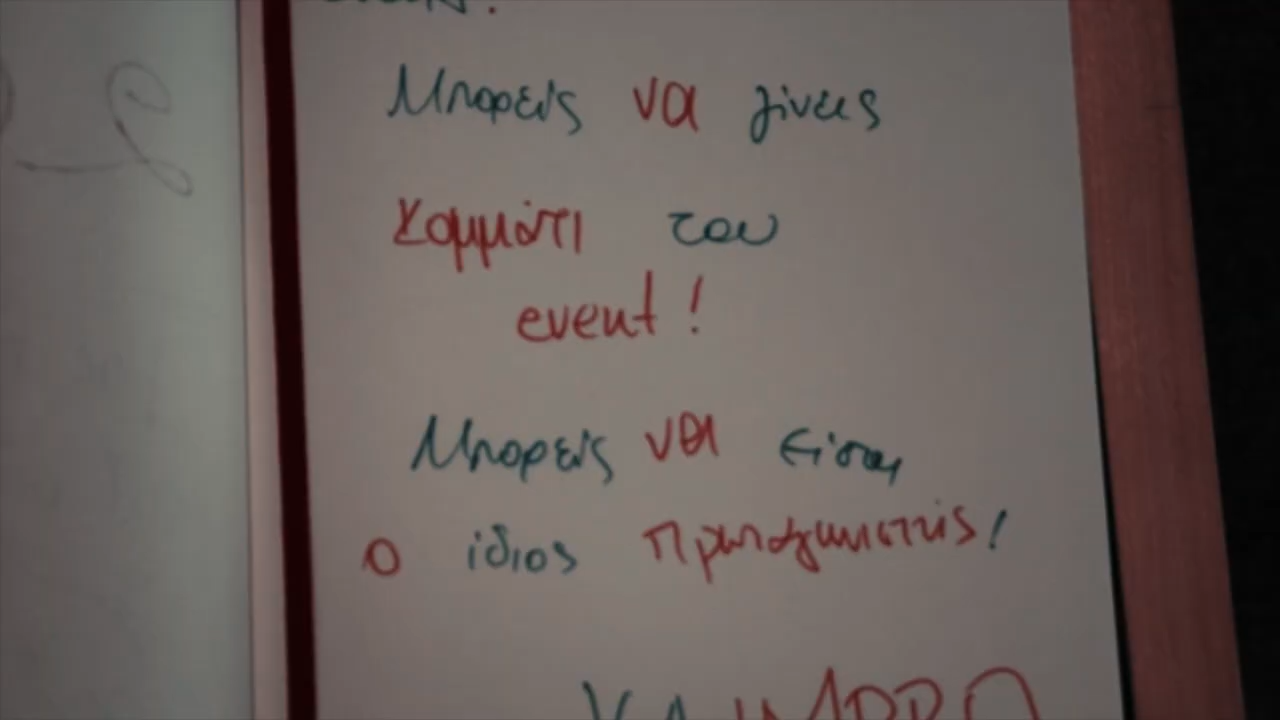 Μπορείς να γίνεις
κομμάτι του
event!
Μπορείς να είσαι
ο ίδιος πρωταγωνιστής!